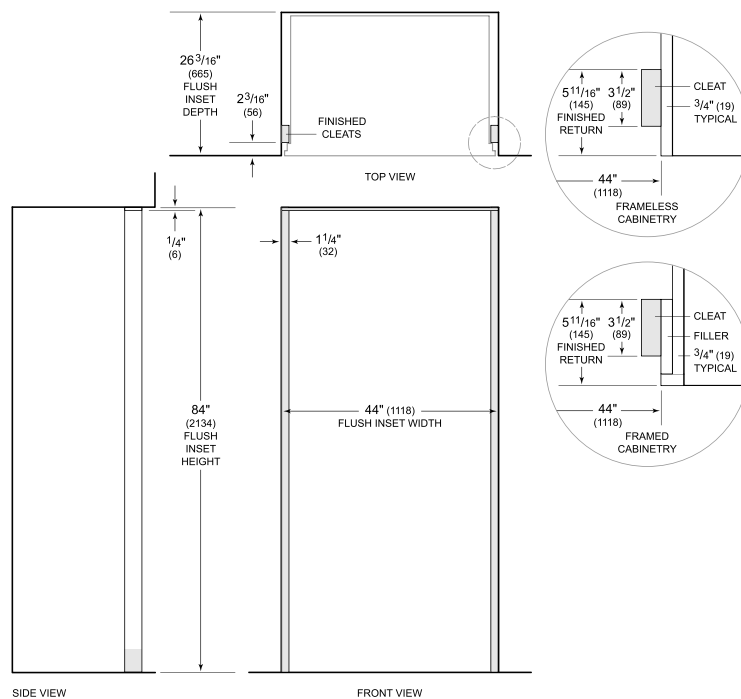 26 3/16"
(665)
FLUSH
INSET
DEPTH
2 3/16"
(56)
FINISHED
CLEATS
TOP VIEW
5 11/16"
(145)
FINISHED
RETURN
3 1/2"
(89)
CLEAT
3/4" (19)
TYPICAL
44"
(1118)
FRAMELESS
CABINETRY
1/4"
(6)
1 1/4"
(32)
84"
(2134)
FLUSH
INSET
HEIGHT
44" (1118)
FLUSH INSET WIDTH
5 11/16"
(145)
FINISHED
RETURN
3 1/2"
(89)
CLEAT
FILLER
3/4" (19)
TYPICAL
44"
(1118)
FRAMED
CABINETRY
SIDE VIEW
FRONT VIEW